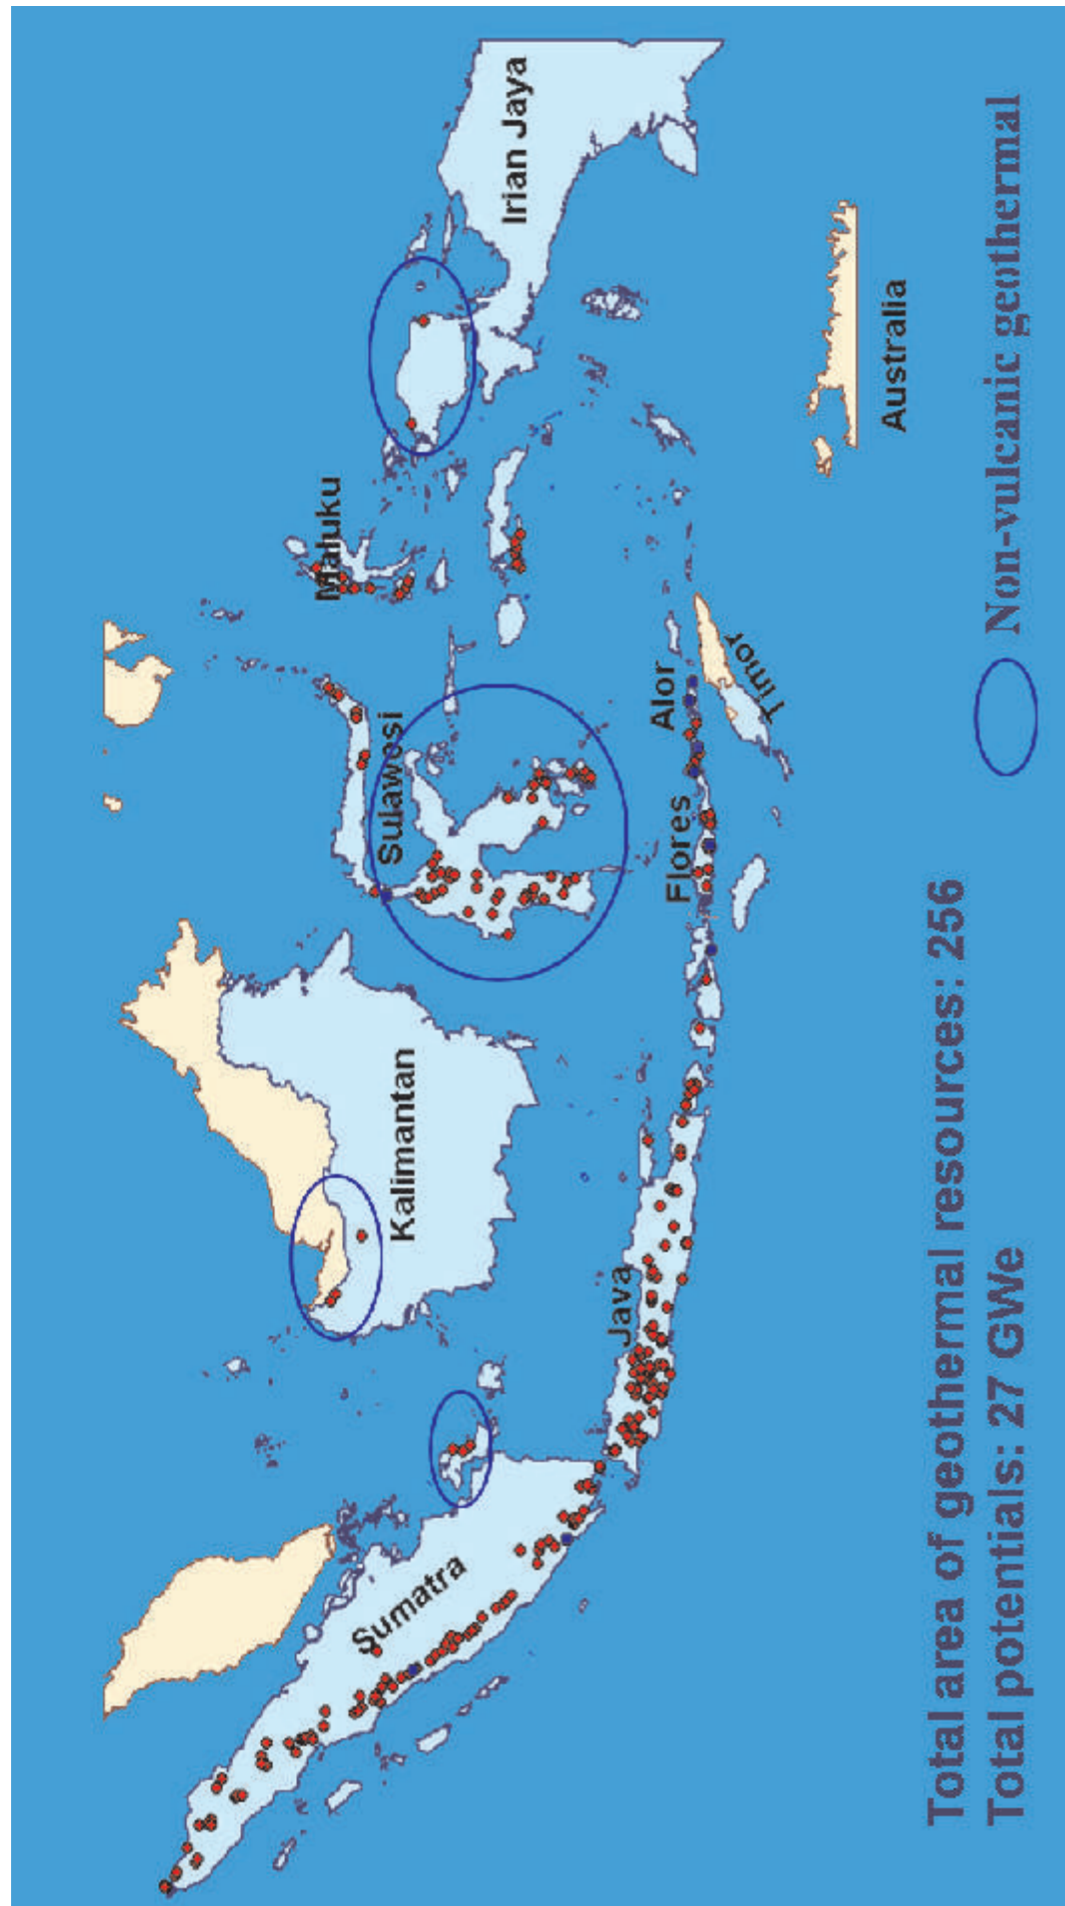 Sumatra
Java
Kalimantan
Sulawesi
Flores
Alor
Timor
Maluku
Irian Jaya
Australia
Total area of geothermal resources: 256
Total potentials: 27 GWe
Non-vulcanic geothermal